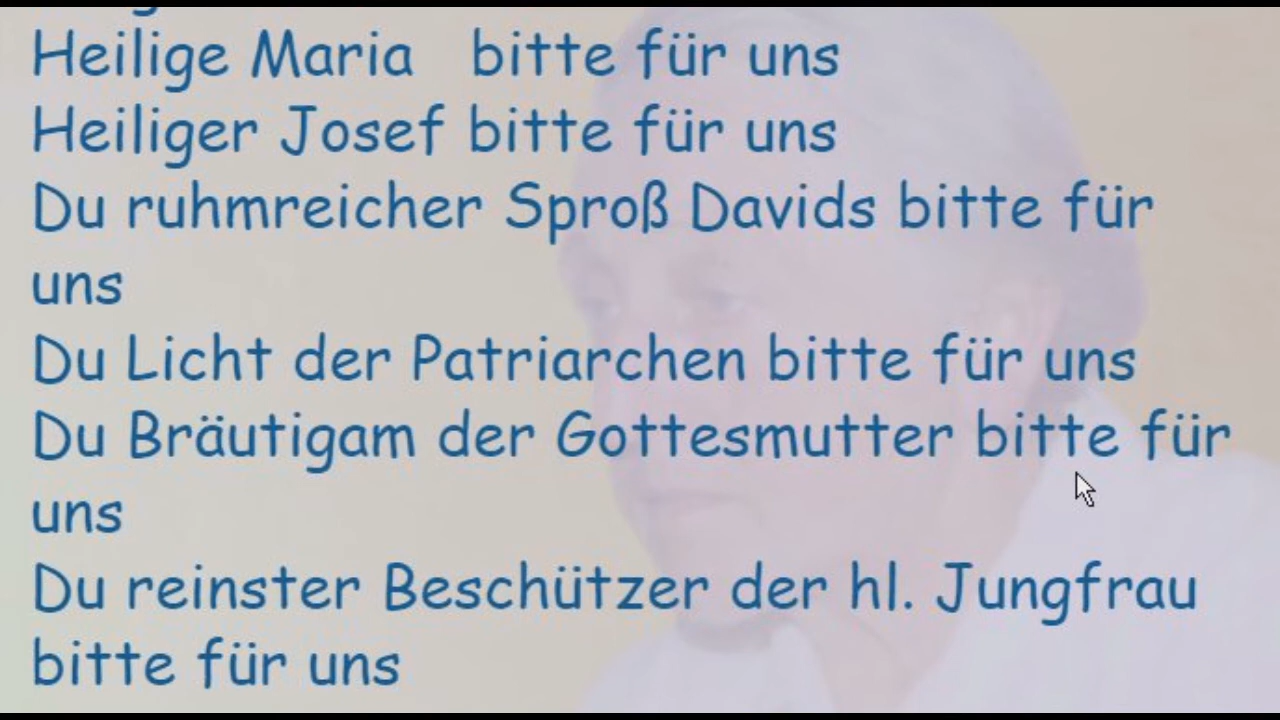 Heilige Maria   bitte für uns
Heiliger Josef bitte für uns
Du ruhmreicher Sproß Davids bitte für
uns
Du Licht der Patriarchen bitte für uns
Du Bräutigam der Gottesmutter bitte für
uns
Du reinster Beschützer der hl. Jungfrau
bitte für uns